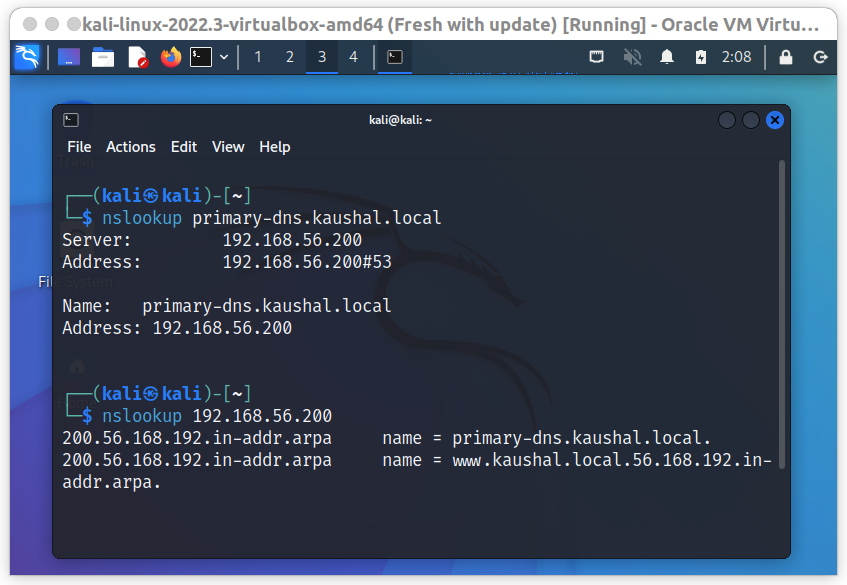 kali-linux-2022.3-virtualbox-amd64 (Fresh with update) [Running] - Oracle VM Virtu...
1 2 3 4 2:08
kali@kali: ~
File Actions Edit View Help
┌──(kali㉿kali)-[~]
└─$ nslookup primary-dns.kaushal.local
Server: 192.168.56.200
Address: 192.168.56.200#53
File System
Name: primary-dns.kaushal.local
Address: 192.168.56.200
┌──(kali㉿kali)-[~]
└─$ nslookup 192.168.56.200
200.56.168.192.in-addr.arpa name = primary-dns.kaushal.local.
200.56.168.192.in-addr.arpa name = www.kaushal.local.56.168.192.in-
addr.arpa.